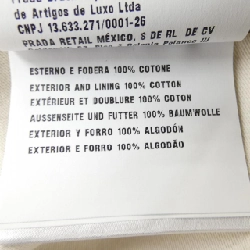 de Artigos de Luxo Ltda
CNPJ 13.633.271/0001-26
PRADA RETAIL MÉXICO, S DE RL DE CV
ESTERNO E FODERA 100% COTONE
EXTERIOR AND LINING 100% COTTON
EXTÉRIEUR ET DOUBLURE 100% COTON
AUSSENSEITE UND FUTTER 100% BAUMWOLLE
EXTERIOR Y FORRO 100% ALGODÓN
EXTERIOR E FORRO 100% ALGODÃO